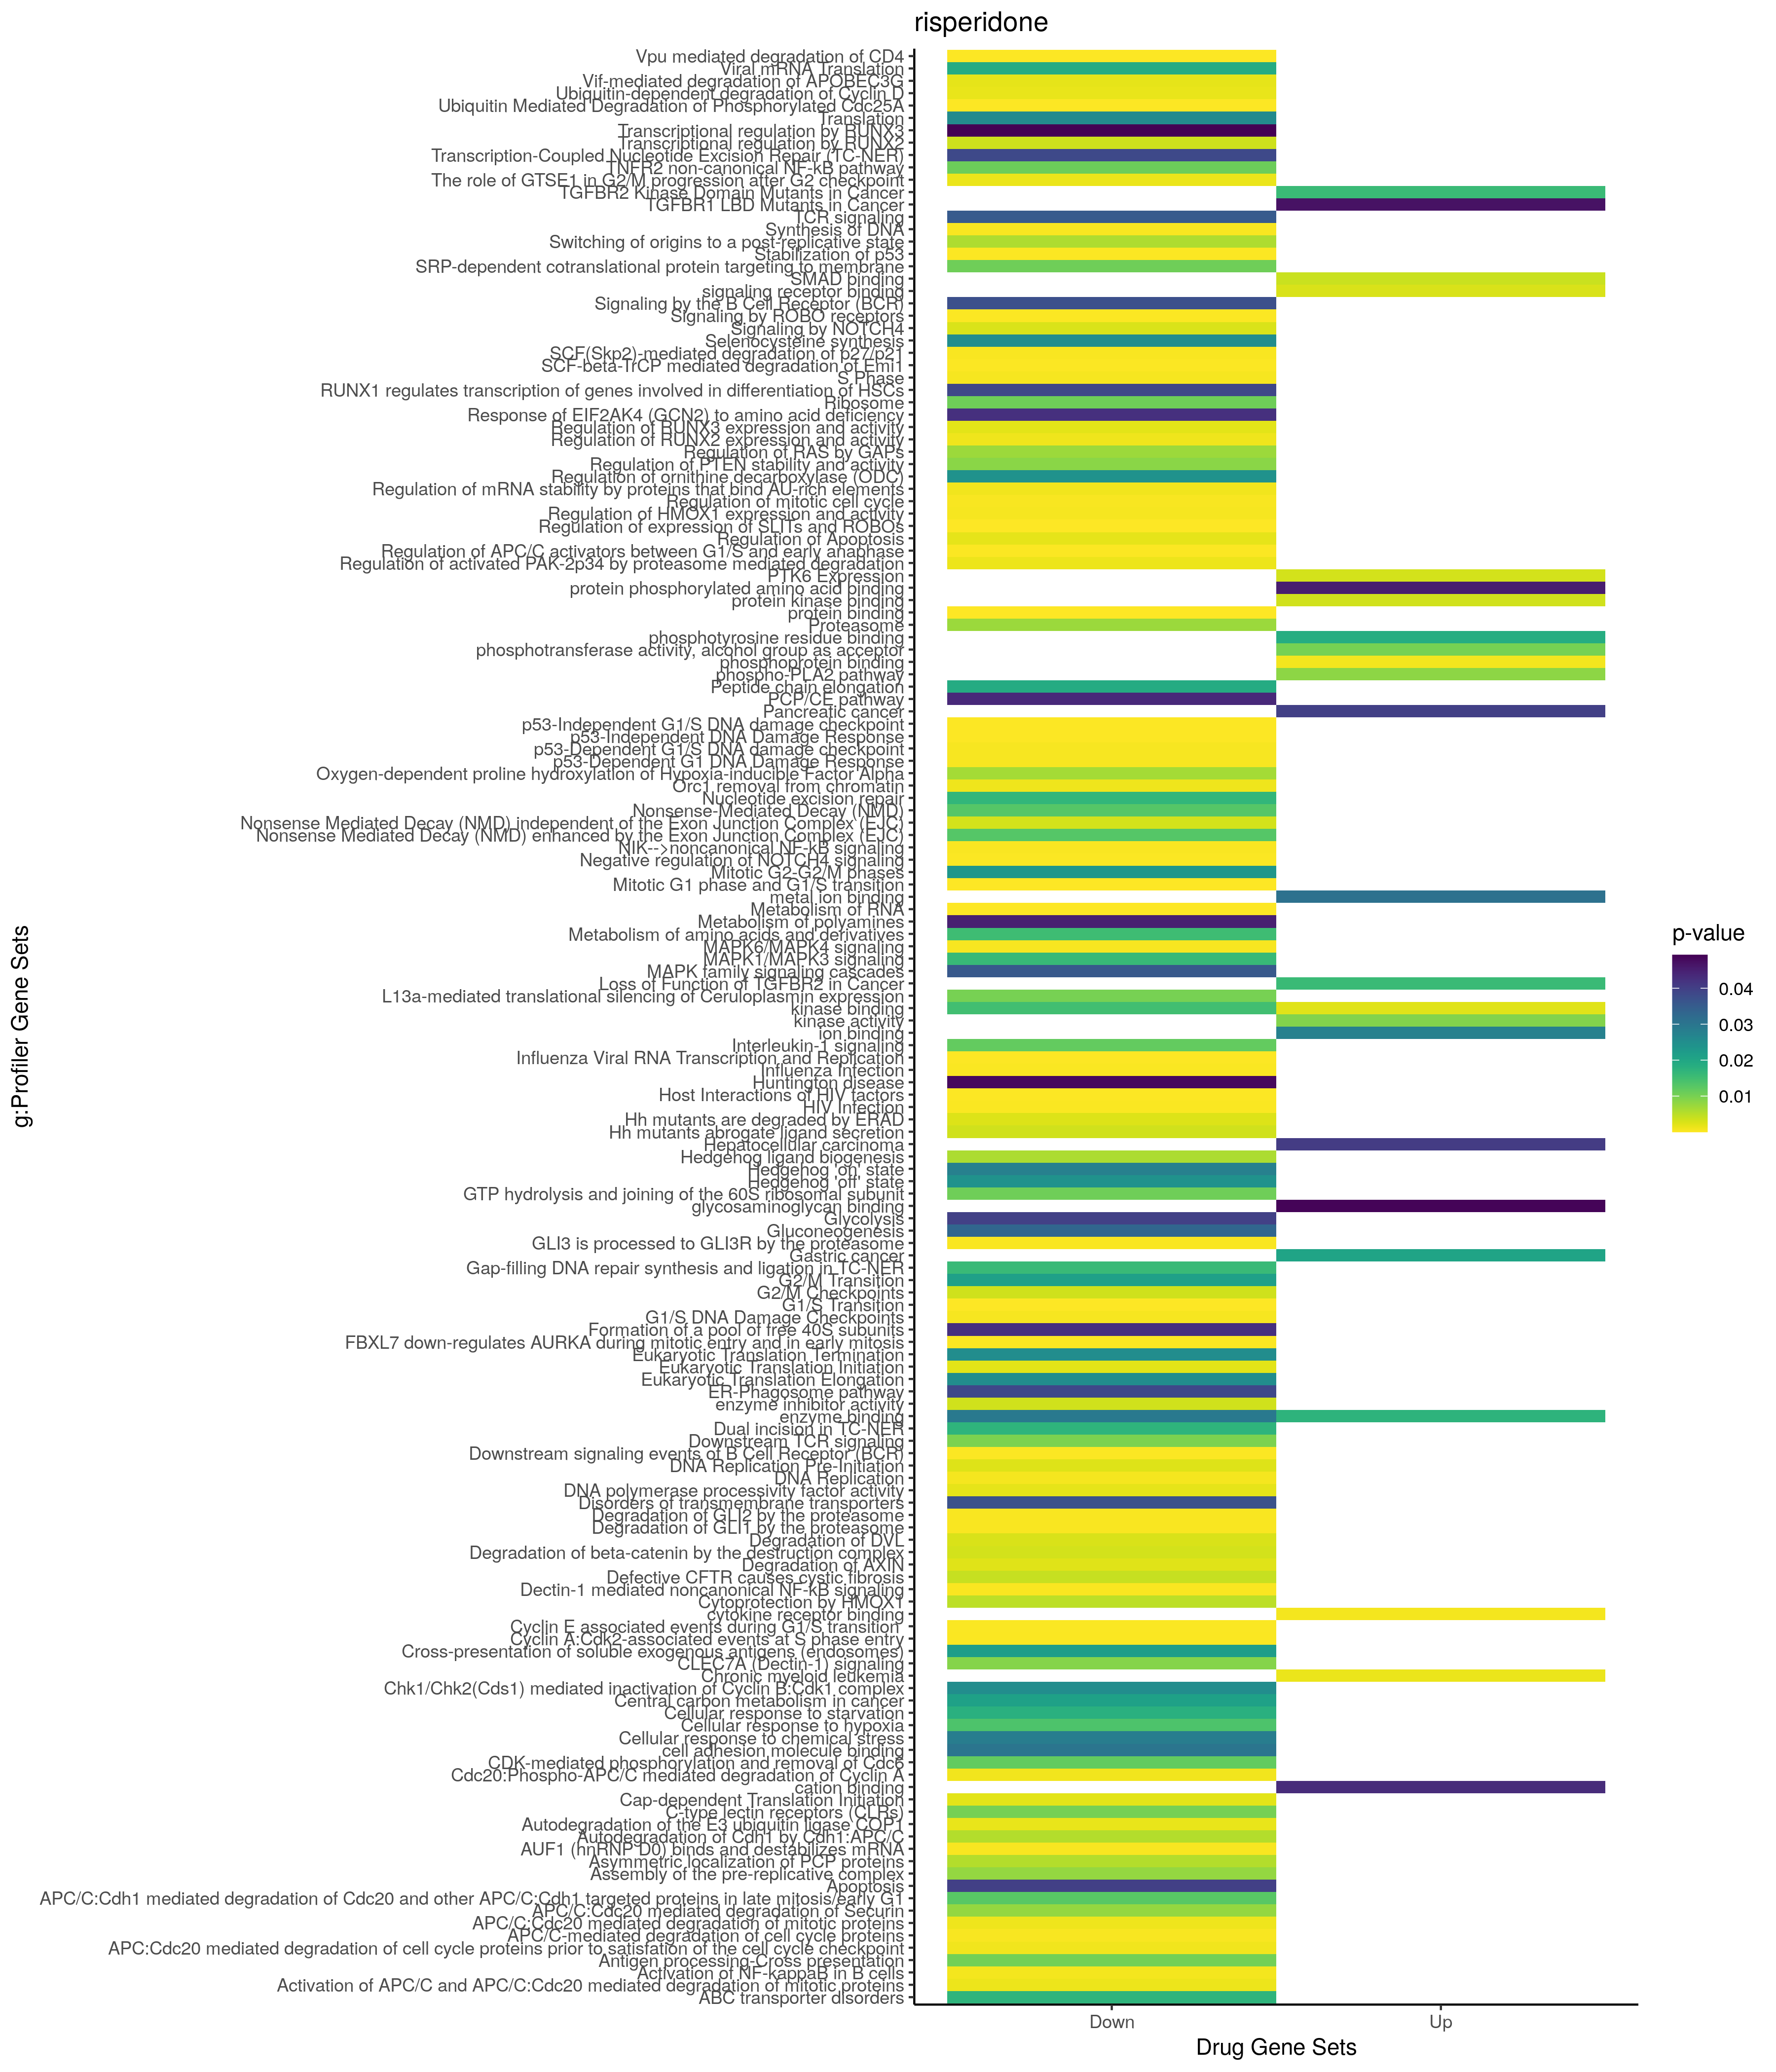 risperidone
Vpu mediated degradation of CD4
Viral mRNA Translation
Vif-mediated degradation of APOBEC3G
Ubiquitin-dependent degradation of Cyclin D
Ubiquitin Mediated Degradation of Phosphorylated Cdc25A
Translation
Transcriptional regulation by RUNX3
Transcriptional regulation by RUNX2
Transcription-Coupled Nucleotide Excision Repair (TC-NER)
TNFR2 non-canonical NF-kB pathway
The role of GTSE1 in G2/M progression after G2 checkpoint
TGFBR2 Kinase Domain Mutants in Cancer
TGFBR1 LBD Mutants in Cancer
TCR signaling
Synthesis of DNA
Switching of origins to a post-replicative state
Stabilization of p53
SRP-dependent cotranslational protein targeting to membrane
SMAD binding
signaling receptor binding
Signaling by the B Cell Receptor (BCR)
Signaling by ROBO receptors
Signaling by NOTCH4
Selenocysteine synthesis
SCF(Skp2)-mediated degradation of p27/p21
SCF-beta-TrCP mediated degradation of Emi1
S Phase
RUNX1 regulates transcription of genes involved in differentiation of HSCs
Ribosome
Response of EIF2AK4 (GCN2) to amino acid deficiency
Regulation of RUNX3 expression and activity
Regulation of RUNX2 expression and activity
Regulation of RAS by GAPs
Regulation of PTEN stability and activity
Regulation of ornithine decarboxylase (ODC)
Regulation of mRNA stability by proteins that bind AU-rich elements
Regulation of mitotic cell cycle
Regulation of HMOX1 expression and activity
Regulation of expression of SLITs and ROBOs
Regulation of Apoptosis
Regulation of APC/C activators between G1/S and early anaphase
Regulation of activated PAK-2p34 by proteasome mediated degradation
PTK6 Expression
protein phosphorylated amino acid binding
protein kinase binding
protein binding
Proteasome
phosphotyrosine residue binding
phosphotransferase activity, alcohol group as acceptor
phosphoprotein binding
phospho-PLA2 pathway
Peptide chain elongation
PCP/CE pathway
Pancreatic cancer
p53-Independent G1/S DNA damage checkpoint
p53-Independent DNA Damage Response
p53-Dependent G1/S DNA damage checkpoint
p53-Dependent G1 DNA Damage Response
Oxygen-dependent proline hydroxylation of Hypoxia-inducible Factor Alpha
Orc1 removal from chromatin
Nucleotide excision repair
Nonsense-Mediated Decay (NMD)
Nonsense Mediated Decay (NMD) independent of the Exon Junction Complex (EJC)
Nonsense Mediated Decay (NMD) enhanced by the Exon Junction Complex (EJC)
NIK-->noncanonical NF-kB signaling
Negative regulation of NOTCH4 signaling
Mitotic G2-G2/M phases
Mitotic G1 phase and G1/S transition
metal ion binding
Metabolism of RNA
Metabolism of polyamines
Metabolism of amino acids and derivatives
MAPK6/MAPK4 signaling
MAPK1/MAPK3 signaling
MAPK family signaling cascades
Loss of Function of TGFBR2 in Cancer
L13a-mediated translational silencing of Ceruloplasmin expression
kinase binding
kinase activity
ion binding
Interleukin-1 signaling
Influenza Viral RNA Transcription and Replication
Influenza Infection
Huntington disease
Host Interactions of HIV factors
HIV Infection
Hh mutants are degraded by ERAD
Hh mutants abrogate ligand secretion
Hepatocellular carcinoma
Hedgehog ligand biogenesis
Hedgehog 'on' state
Hedgehog 'off' state
GTP hydrolysis and joining of the 60S ribosomal subunit
glycosaminoglycan binding
Glycolysis
Gluconeogenesis
GLI3 is processed to GLI3R by the proteasome
Gastric cancer
Gap-filling DNA repair synthesis and ligation in TC-NER
G2/M Transition
G2/M Checkpoints
G1/S Transition
G1/S DNA Damage Checkpoints
Formation of a pool of free 40S subunits
FBXL7 down-regulates AURKA during mitotic entry and in early mitosis
Eukaryotic Translation Termination
Eukaryotic Translation Initiation
Eukaryotic Translation Elongation
ER-Phagosome pathway
enzyme inhibitor activity
enzyme binding
Dual incision in TC-NER
Downstream TCR signaling
Downstream signaling events of B Cell Receptor (BCR)
DNA Replication Pre-Initiation
DNA Replication
DNA polymerase processivity factor activity
Disorders of transmembrane transporters
Degradation of GLI2 by the proteasome
Degradation of GLI1 by the proteasome
Degradation of DVL
Degradation of beta-catenin by the destruction complex
Degradation of AXIN
Defective CFTR causes cystic fibrosis
Dectin-1 mediated noncanonical NF-kB signaling
Cytoprotection by HMOX1
cytokine receptor binding
Cyclin E associated events during G1/S transition
Cyclin A:Cdk2-associated events at S phase entry
Cross-presentation of soluble exogenous antigens (endosomes)
CLEC7A (Dectin-1) signaling
Chronic myeloid leukemia
Chk1/Chk2(Cds1) mediated inactivation of Cyclin B:Cdk1 complex
Central carbon metabolism in cancer
Cellular response to starvation
Cellular response to hypoxia
Cellular response to chemical stress
cell adhesion molecule binding
CDK-mediated phosphorylation and removal of Cdc6
Cdc20:Phospho-APC/C mediated degradation of Cyclin A
cation binding
Cap-dependent Translation Initiation
C-type lectin receptors (CLRs)
Autodegradation of the E3 ubiquitin ligase COP1
Autodegradation of Cdh1 by Cdh1:APC/C
AUF1 (hnRNP D0) binds and destabilizes mRNA
Asymmetric localization of PCP proteins
Assembly of the pre-replicative complex
Apoptosis
APC/C:Cdh1 mediated degradation of Cdc20 and other APC/C:Cdh1 targeted proteins in late mitosis/early G1
APC/C:Cdc20 mediated degradation of Securin
APC/C:Cdc20 mediated degradation of mitotic proteins
APC/C-mediated degradation of cell cycle proteins
APC:Cdc20 mediated degradation of cell cycle proteins prior to satisfation of the cell cycle checkpoint
Antigen processing-Cross presentation
Activation of NF-kappaB in B cells
Activation of APC/C and APC/C:Cdc20 mediated degradation of mitotic proteins
ABC transporter disorders
g:Profiler Gene Sets
Down
Up
Drug Gene Sets
p-value
0.04
0.03
0.02
0.01